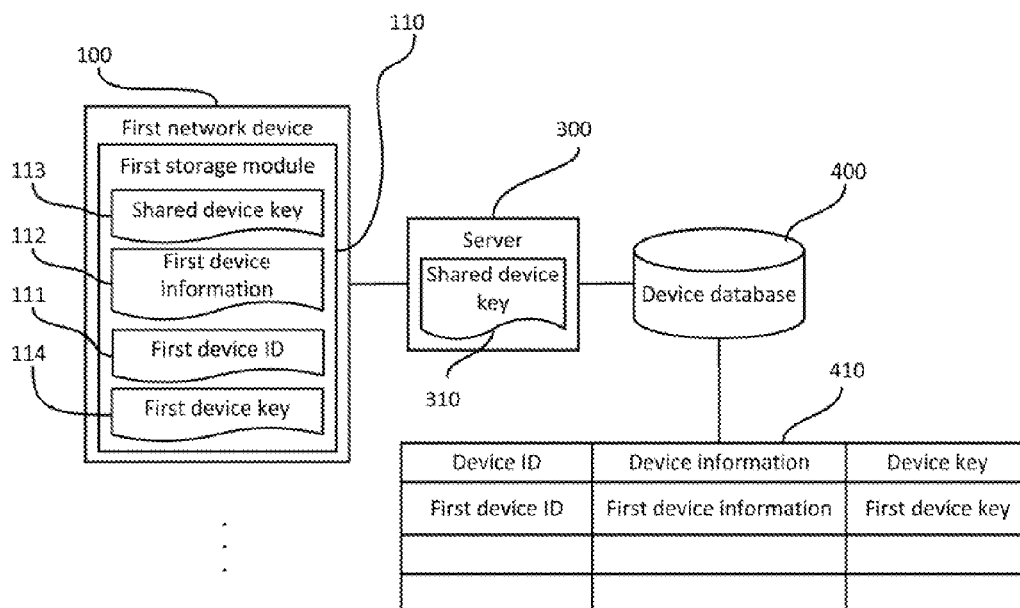 110
100
First network device
300
First storage module
113
400
Shared device key
Server
112
First device
information
Shared device
key
Device database
111
First device ID
114
310
410
First device key
Device ID Device information Device key
First device ID First device information First device key